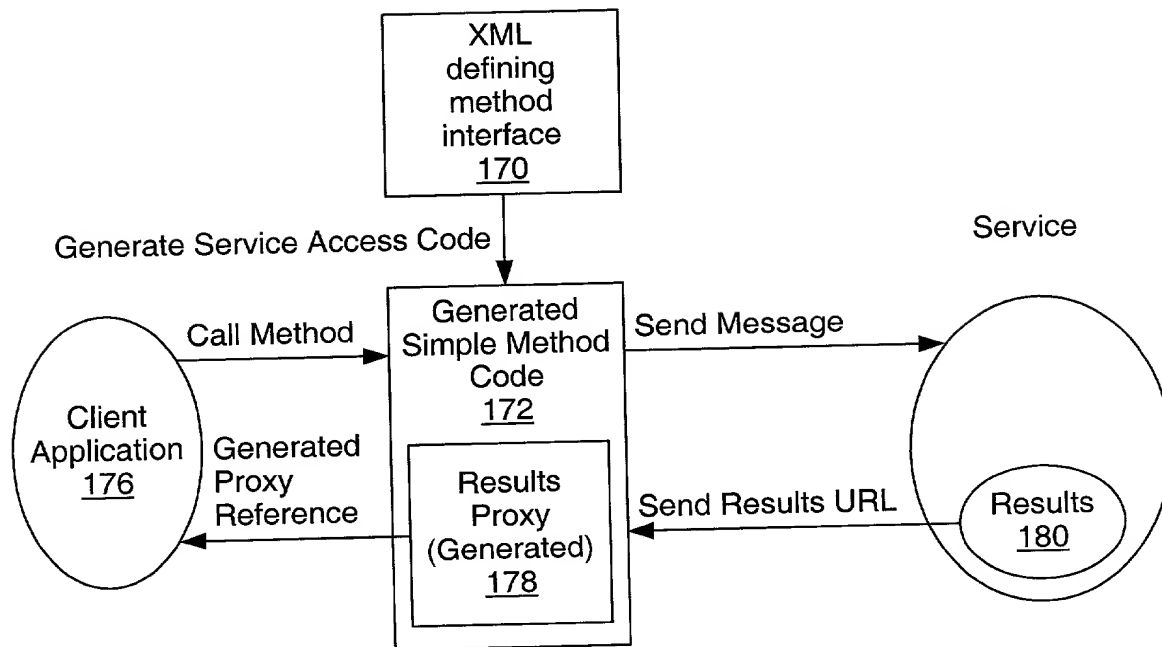 XML
defining
method
interface
170
Generate Service Access Code
Service
Call Method
Generated
Simple Method
Code
172
Send Message
Client
Application
176
Generated
Proxy
Reference
Results
Proxy
(Generated)
178
Send Results URL
Results
180